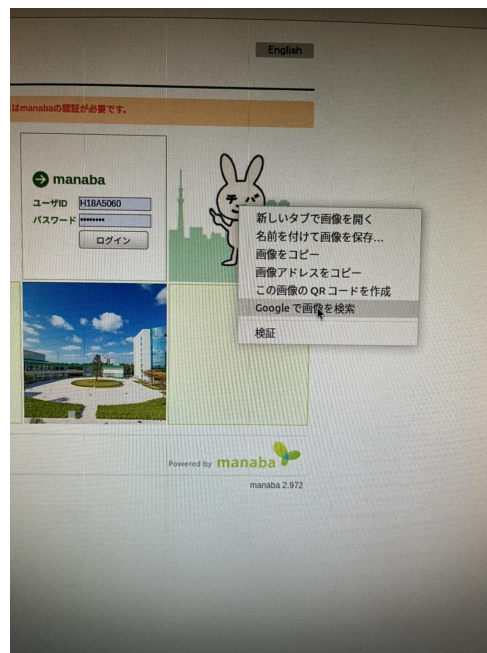 English
はmanabaの認証が必要です。
manaba
ユーザID H18A5060
パスワード ••••••••
ログイン
新しいタブで画像を開く
名前を付けて画像を保存...
画像をコピー
画像アドレスをコピー
この画像の QR コードを作成
Google で画像を検索
検証
Powered by manaba
manaba 2.972